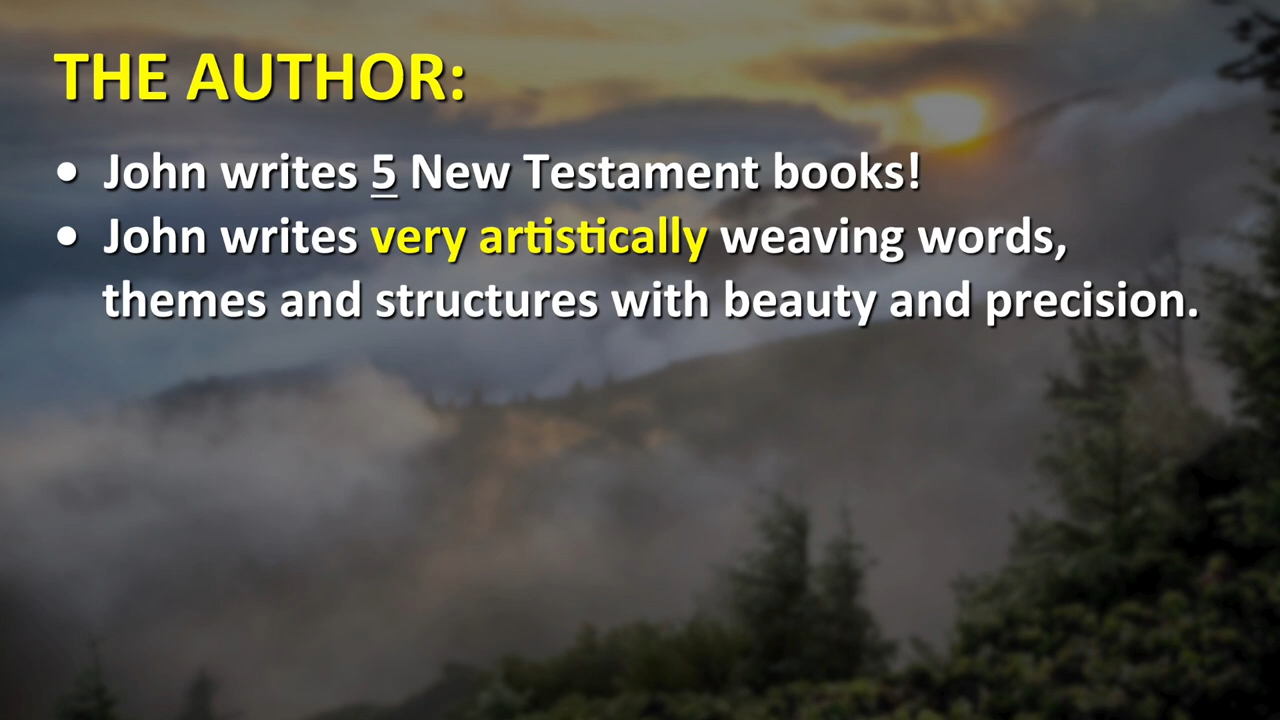 THE AUTHOR:
• John writes 5 New Testament books!
• John writes very artistically weaving words,
themes and structures with beauty and precision.